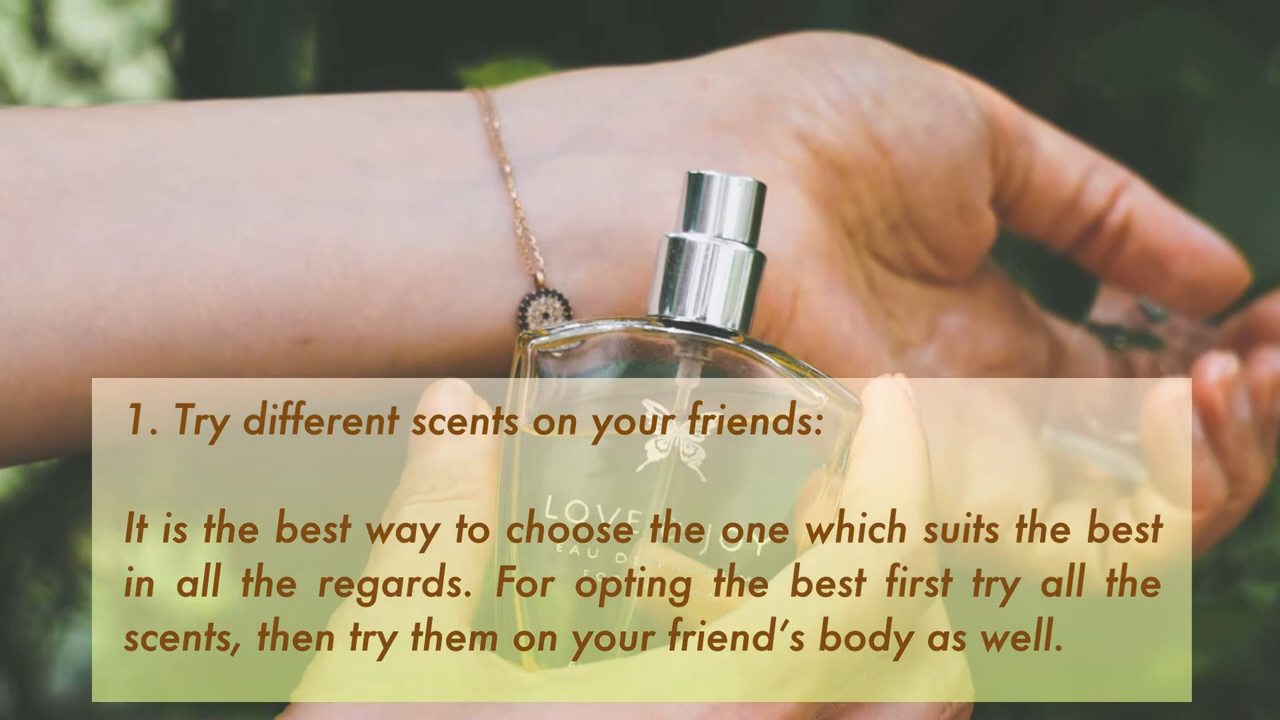 1. Try different scents on your friends:
It is the best way to choose the one which suits the best
in all the regards. For opting the best first try all the
scents, then try them on your friend’s body as well.
LOVE JOY
EAU DE